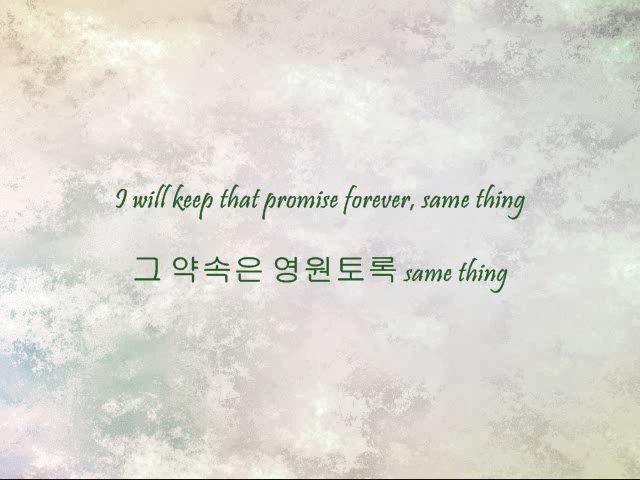 I will keep that promise forever, same thing
그 약속은 영원토록 same thing